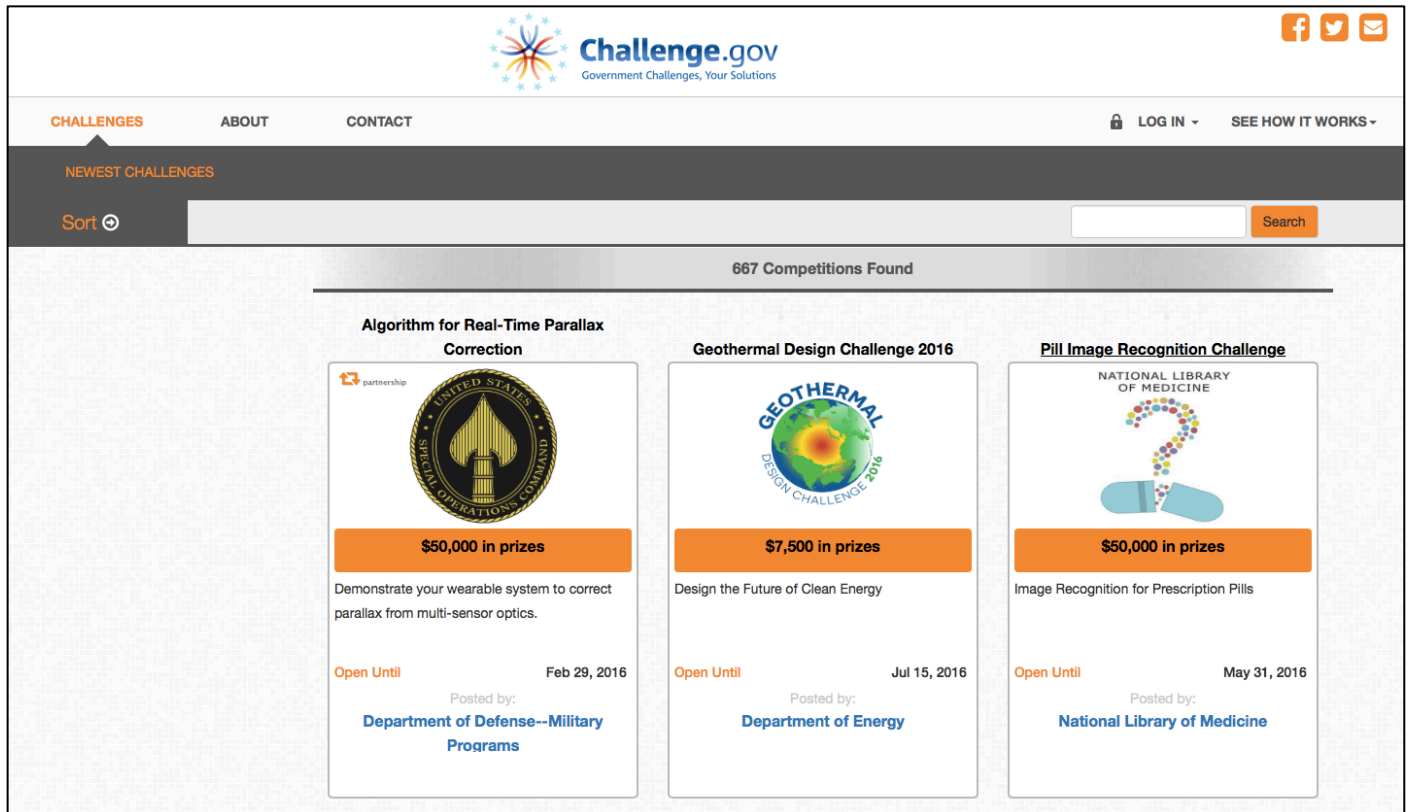 Challenge.gov
Government Challenges, Your Solutions
CHALLENGES ABOUT CONTACT LOG IN SEE HOW IT WORKS
NEWEST CHALLENGES
Sort
Search
667 Competitions Found
Algorithm for Real-Time Parallax
Correction
partnership
UNITED STATES
SPECIAL OPERATIONS COMMAND
$50,000 in prizes
Demonstrate your wearable system to correct
parallax from multi-sensor optics.
Open Until Feb 29, 2016
Posted by:
Department of Defense--Military
Programs
Geothermal Design Challenge 2016
GEOTHERMAL
DESIGN CHALLENGE 2016
$7,500 in prizes
Design the Future of Clean Energy
Open Until Jul 15, 2016
Posted by:
Department of Energy
Pill Image Recognition Challenge
NATIONAL LIBRARY
OF MEDICINE
$50,000 in prizes
Image Recognition for Prescription Pills
Open Until May 31, 2016
Posted by:
National Library of Medicine